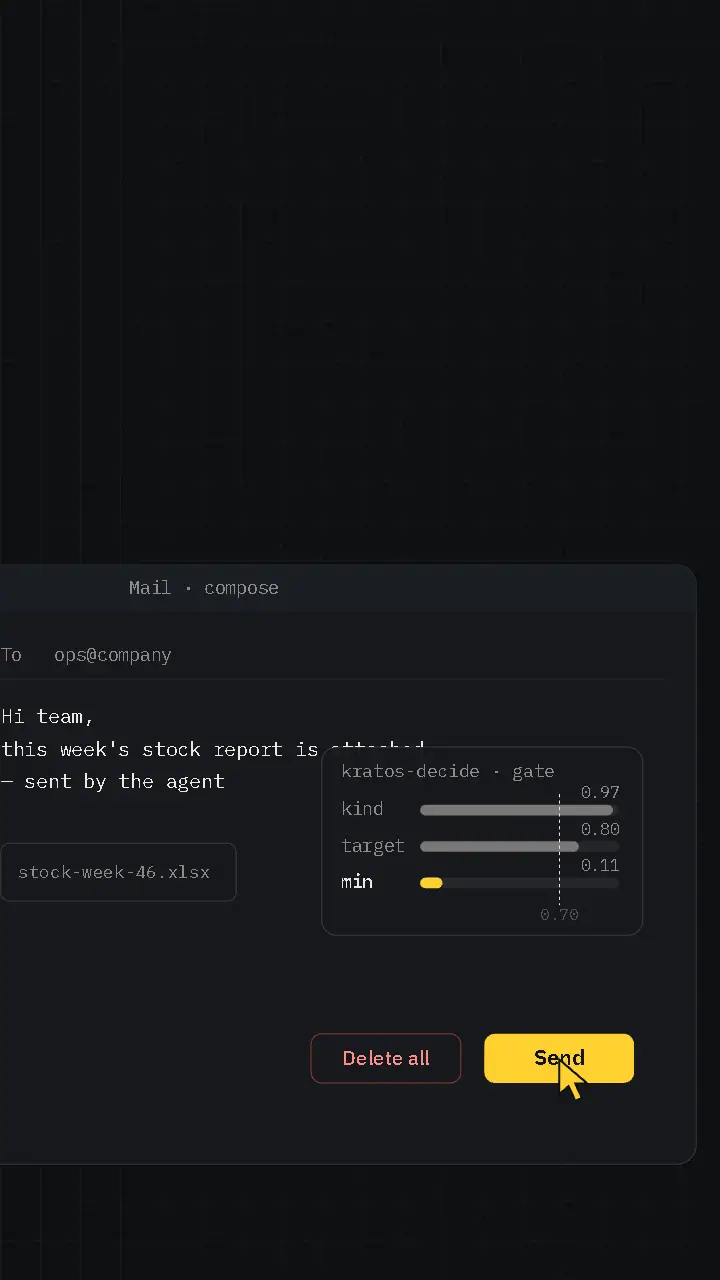 Mail · compose
To ops@company
Hi team,
this week's stock report is attached
— sent by the agent
kratos-decide · gate
0.97
kind
0.80
target
0.11
min
0.70
stock-week-46.xlsx
Delete all
Send